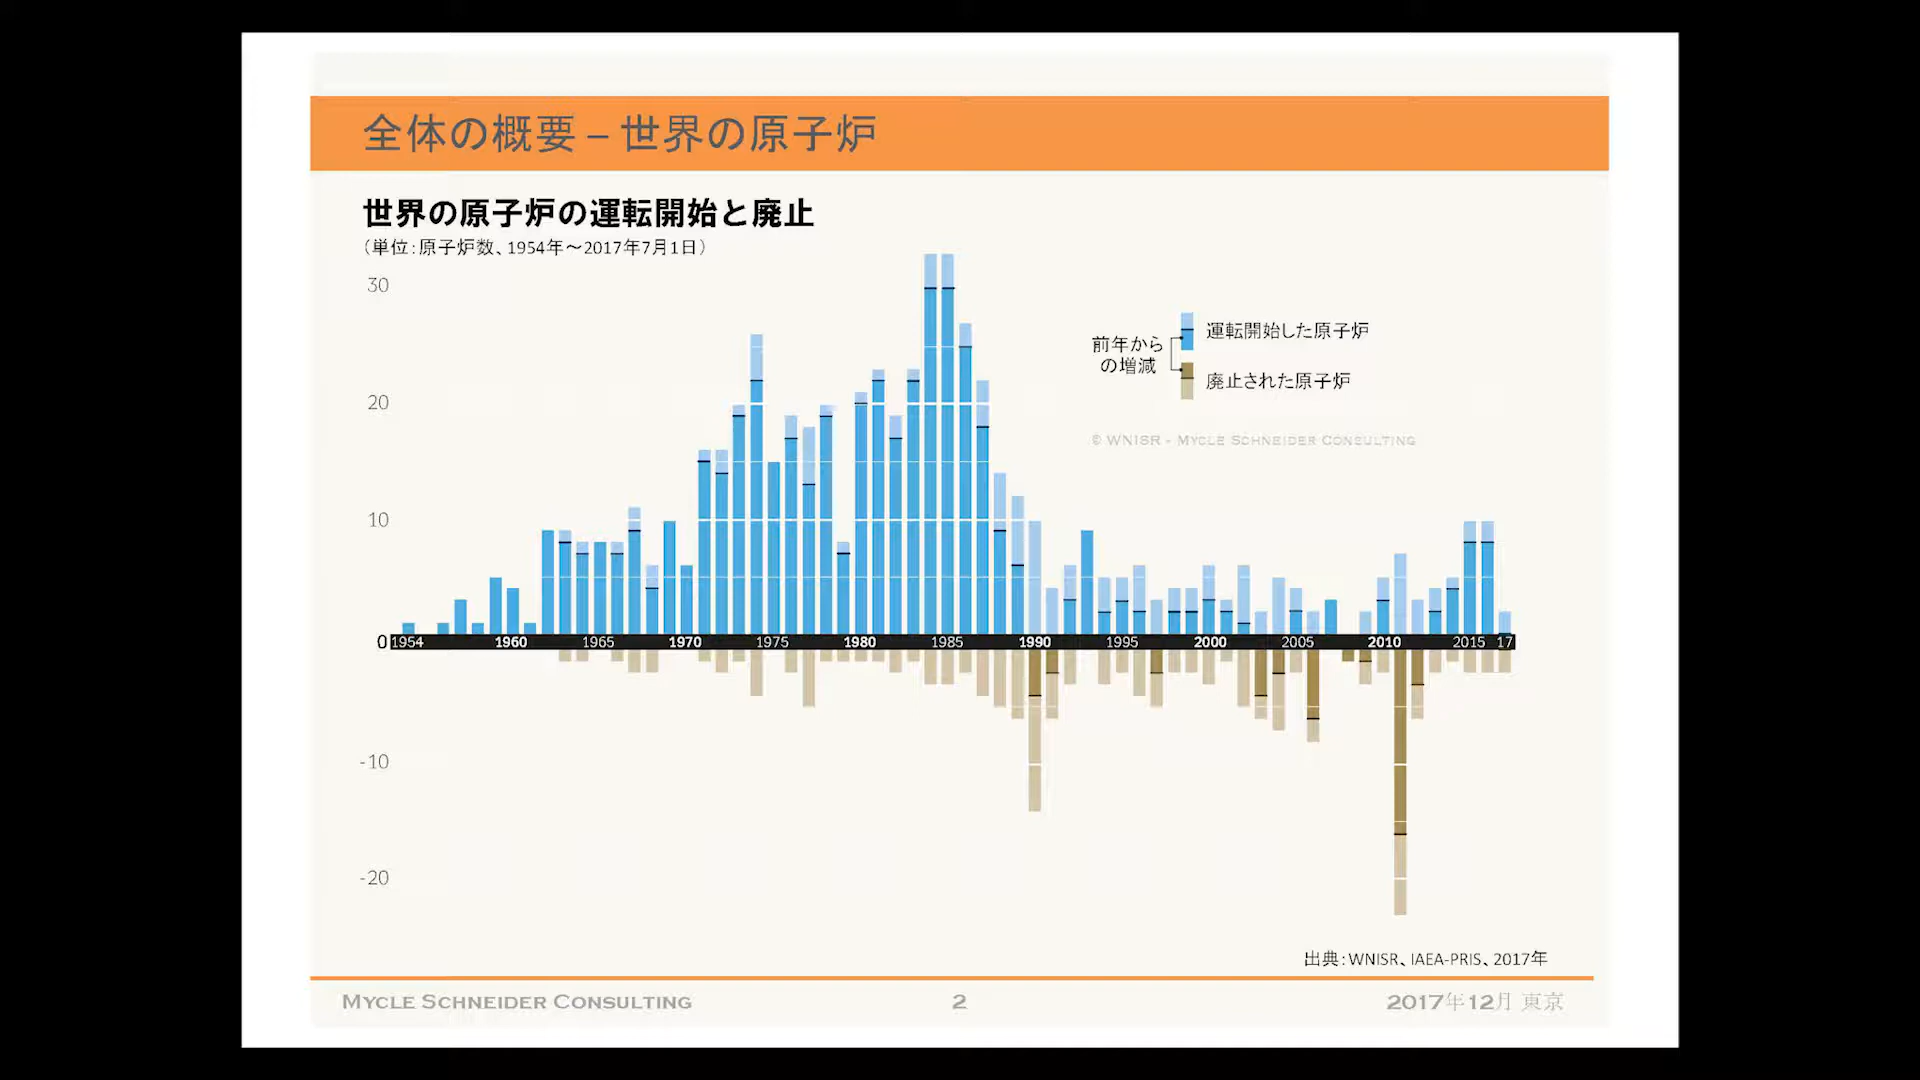 全体の概要 – 世界の原子炉
世界の原子炉の運転開始と廃止
（単位：原子炉数、1954年～2017年7月1日）
30
20
10
0
-10
-20
1954 1960 1965 1970 1975 1980 1985 1990 1995 2000 2005 2010 2015 17
前年から
の増減
運転開始した原子炉
廃止された原子炉
© WNISR - MYCLE SCHNEIDER CONSULTING
出典：WNISR、IAEA-PRIS、2017年
MYCLE SCHNEIDER CONSULTING
2
2017年12月 東京